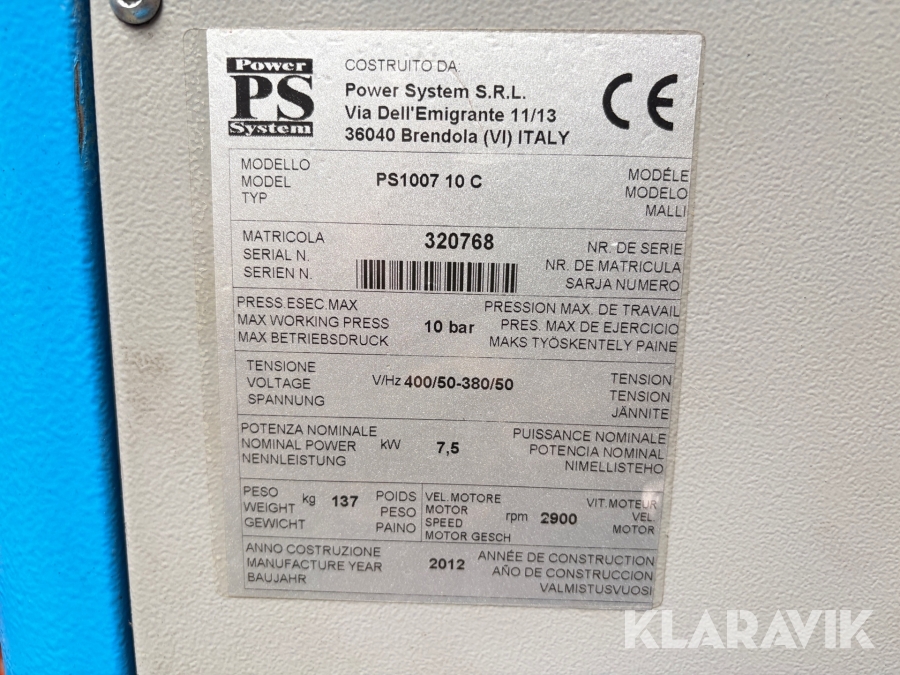 Power
PS
System
COSTRUITO DA
Power System S.R.L.
Via Dell'Emigrante 11/13
36040 Brendola (VI) ITALY
CE
MODELLO
MODEL
TYP
PS1007 10 C
MODÉLE
MODELO
MALLI
MATRICOLA
SERIAL N.
SERIEN N.
320768
NR. DE SERIE
NR. DE MATRICULA
SARJA NUMERO
PRESS.ESEC.MAX
MAX WORKING PRESS
MAX BETRIEBSDRUCK
10 bar
PRESSION MAX. DE TRAVAIL
PRES. MAX DE EJERCICIO
MAKS TYÖSKENTELY PAINE
TENSIONE
VOLTAGE
SPANNUNG
V/Hz 400/50-380/50
TENSION
TENSION
JÄNNITE
POTENZA NOMINALE
NOMINAL POWER
NENNLEISTUNG
kW 7,5
PUISSANCE NOMINALE
POTENCIA NOMINAL
NIMELLISTEHO
PESO
WEIGHT
GEWICHT
kg 137
POIDS
PESO
PAINO
VEL.MOTORE
MOTOR
SPEED
MOTOR GESCH
rpm 2900
VIT.MOTEUR
VEL.
MOTOR
ANNO COSTRUZIONE
MANUFACTURE YEAR
BAUJAHR
2012
ANNÉE DE CONSTRUCTION
AÑO DE CONSTRUCCION
VALMISTUSVUOSI
KLARAVIK